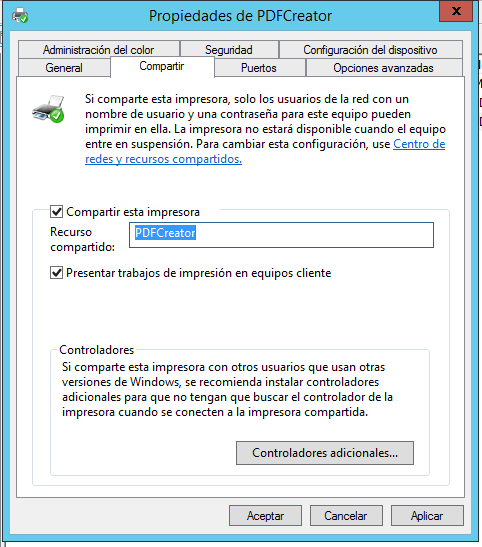 Propiedades de PDFCreator
x
Administración del color
Seguridad
Configuración del dispositivo
General
Compartir
Puertos
Opciones avanzadas
Si comparte esta impresora, solo los usuarios de la red con un
nombre de usuario y una contraseña para este equipo pueden
imprimir en ella. La impresora no estará disponible cuando el equipo
entre en suspensión. Para cambiar esta configuración, use Centro de
redes y recursos compartidos.
Compartir esta impresora
Recurso
compartido:
PDFCreator
Presentar trabajos de impresión en equipos cliente
Controladores
Si comparte esta impresora con otros usuarios que usan otras
versiones de Windows, se recomienda instalar controladores
adicionales para que no tengan que buscar el controlador de la
impresora cuando se conecten a la impresora compartida.
Controladores adicionales...
Aceptar
Cancelar
Aplicar